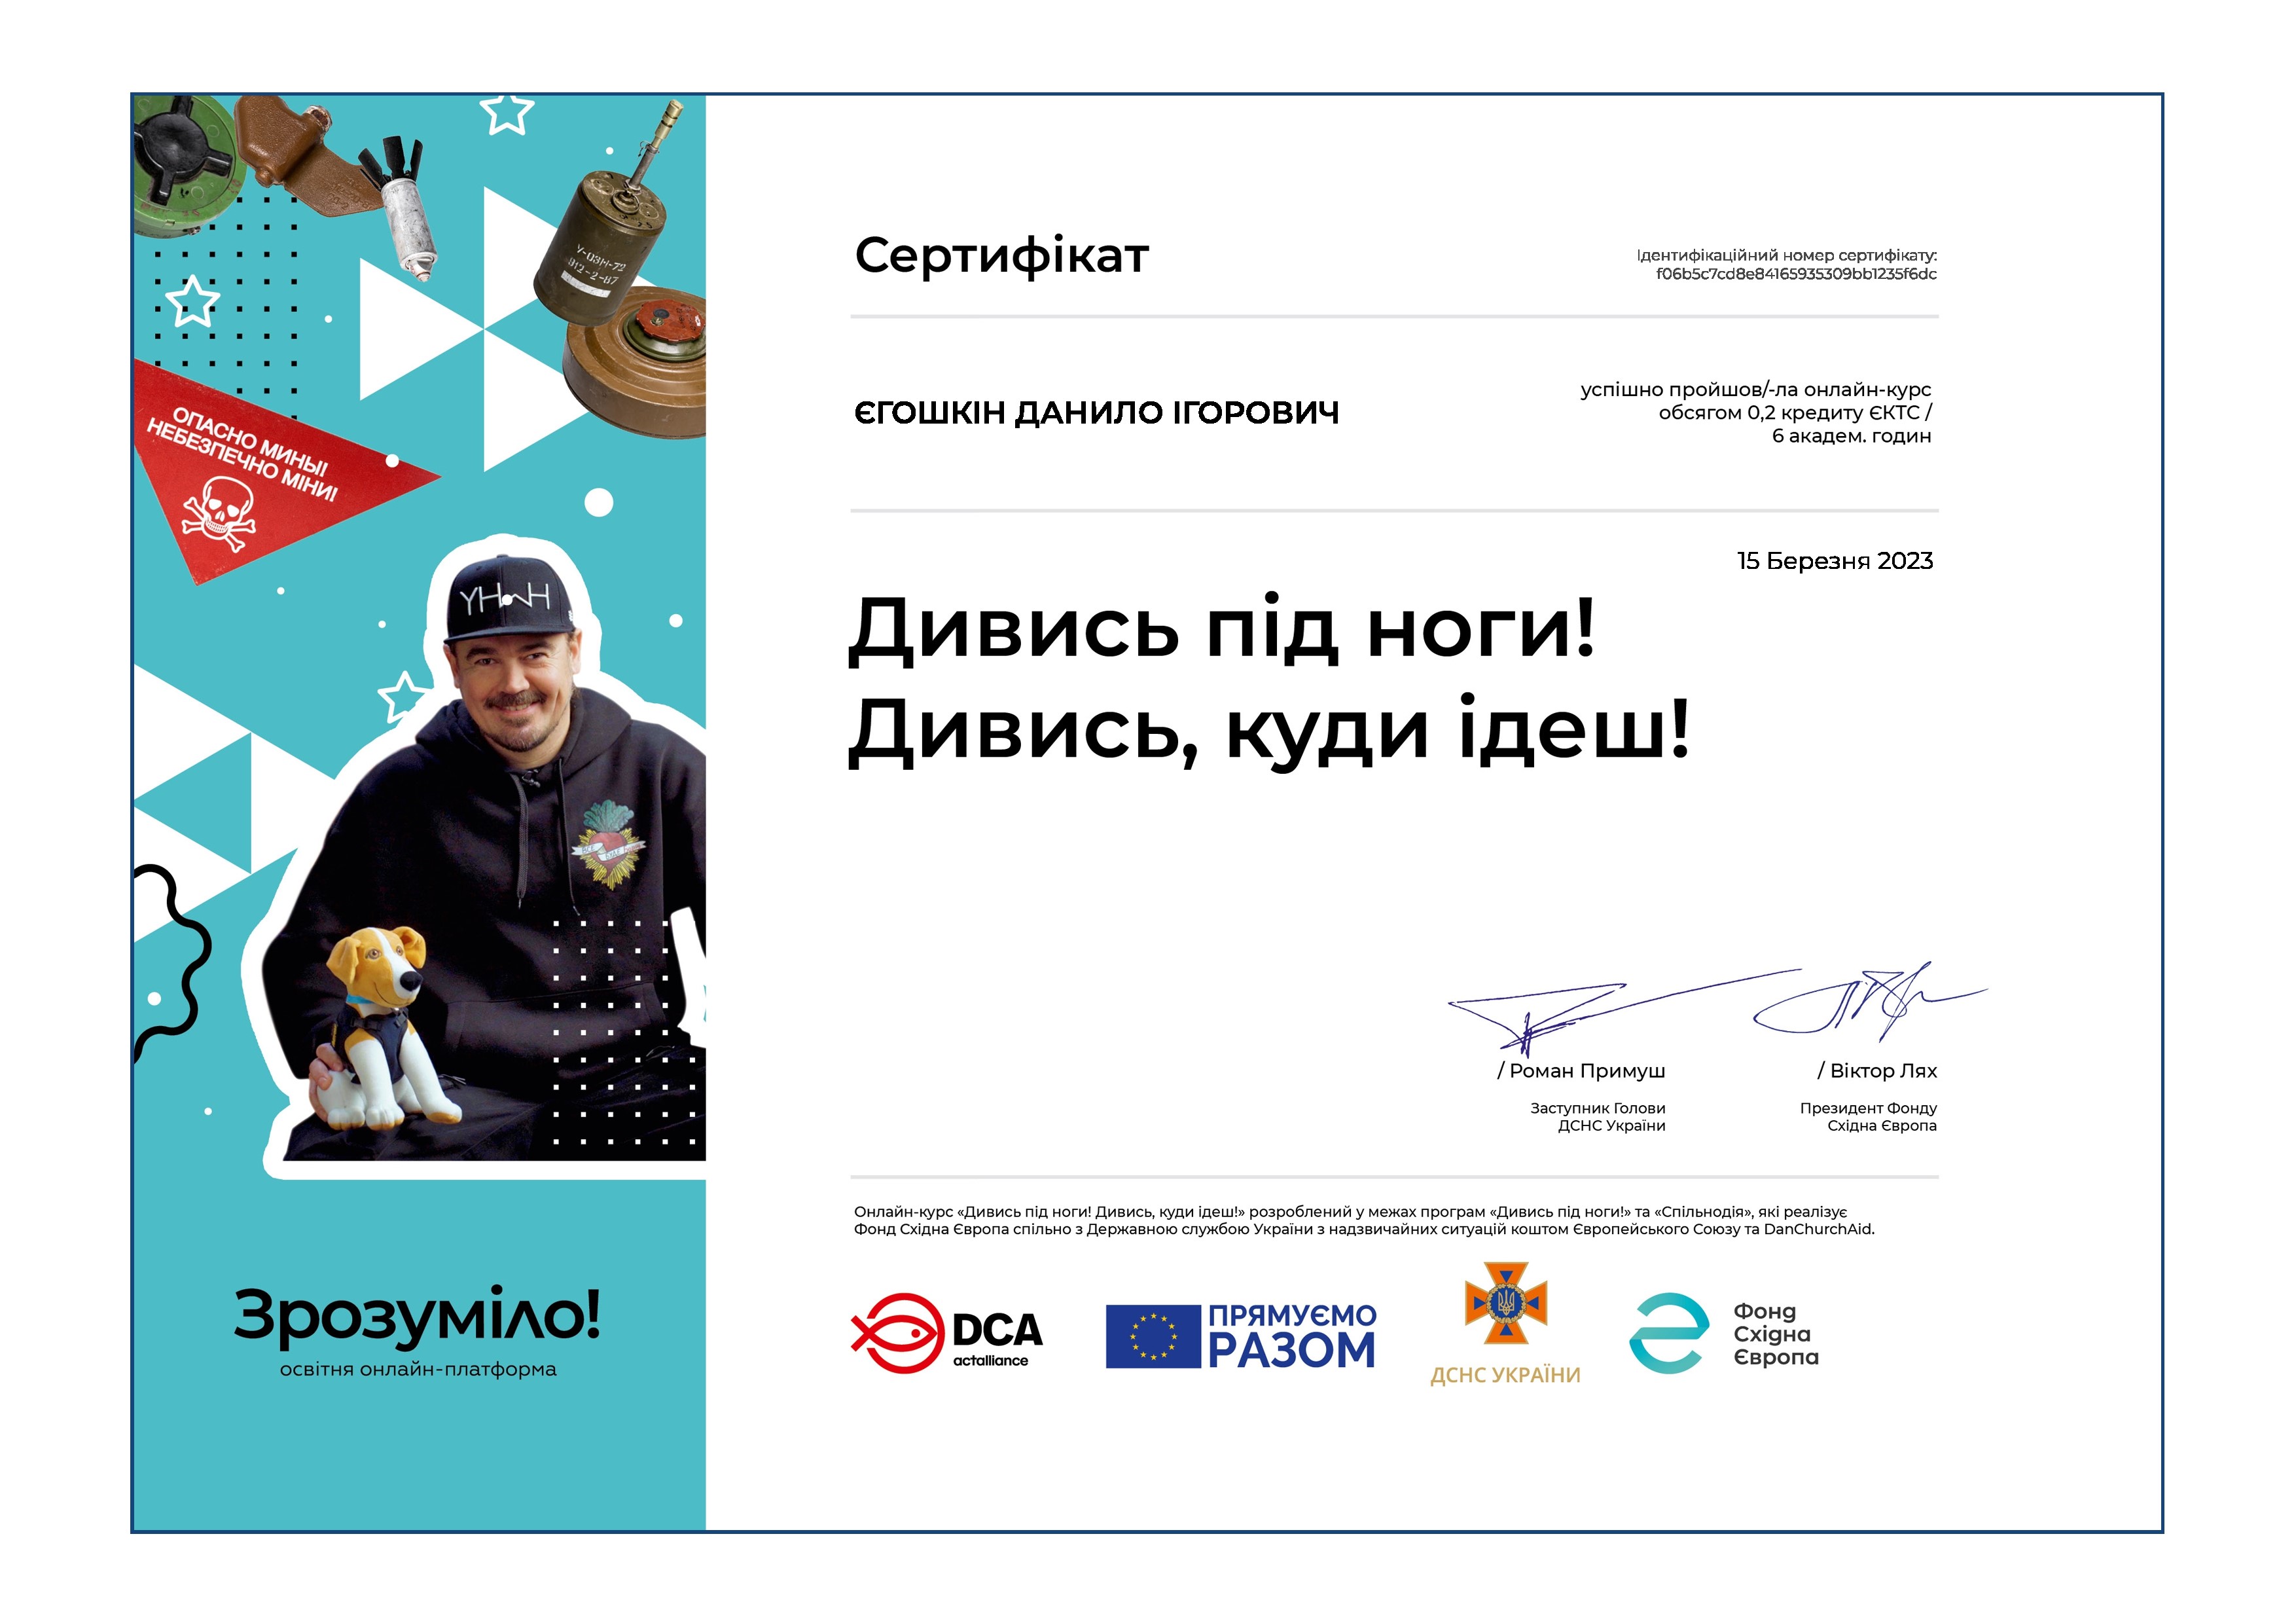 Сертифікат
Ідентифікаційний номер сертифікату:
f06b5c7cd8e84165935309bb1235f6dc
ЄГОШКІН ДАНИЛО ІГОРОВИЧ
успішно пройшов/-ла онлайн-курс
обсягом 0,2 кредиту ЄКТС /
6 академ. годин
15 Березня 2023
Дивись під ноги!
Дивись, куди ідеш!
/ Роман Примуш
Заступник Голови
ДСНС України
/ Віктор Лях
Президент Фонду
Східна Європа
Онлайн-курс «Дивись під ноги! Дивись, куди ідеш!» розроблений у межах програм «Дивись під ноги!» та «Спільнодія», які реалізує
Фонд Східна Європа спільно з Державною службою України з надзвичайних ситуацій коштом Європейського Союзу та DanChurchAid.
DCA
actalliance
ПРЯМУЄМО
РАЗОМ
ДСНС УКРАЇНИ
Фонд
Східна
Європа
У-ОЗН-72
ОПАСНО МИНЫ!
НЕБЕЗПЕЧНО МІНИ!
YHWH
Зрозуміло!
освітня онлайн-платформа